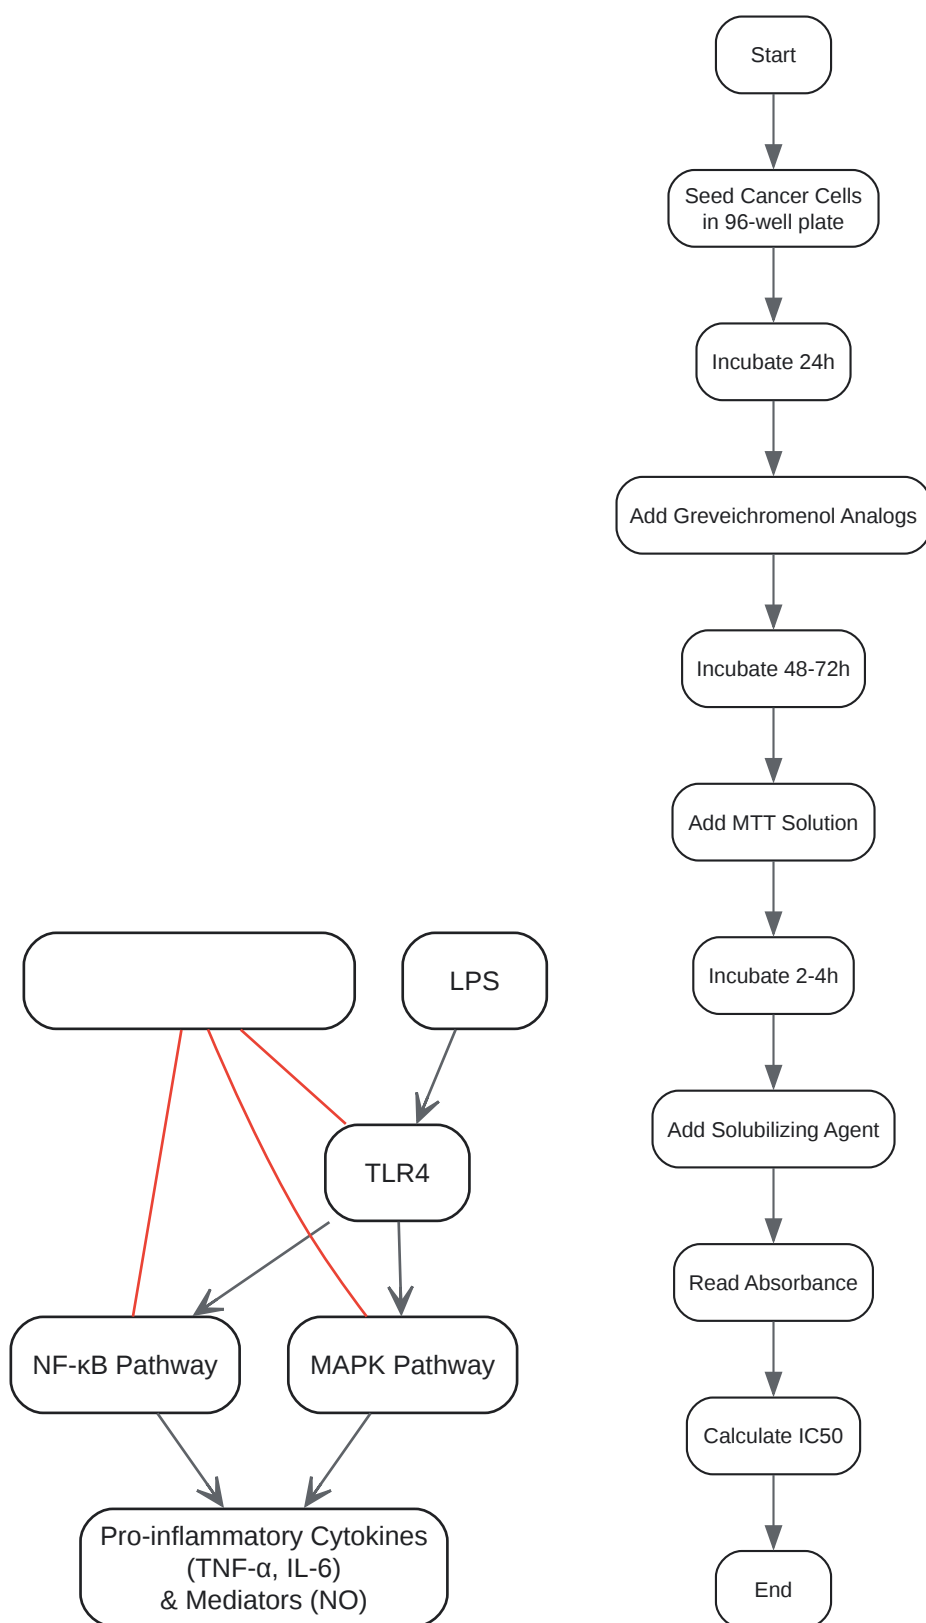 Start
Seed Cancer Cells
in 96-well plate
Incubate 24h
Add Greveichromenol Analogs
Incubate 48-72h
Add MTT Solution
Incubate 2-4h
Add Solubilizing Agent
Read Absorbance
Calculate IC50
End
LPS
TLR4
NF-κB Pathway
MAPK Pathway
Pro-inflammatory Cytokines
(TNF-α, IL-6)
& Mediators (NO)